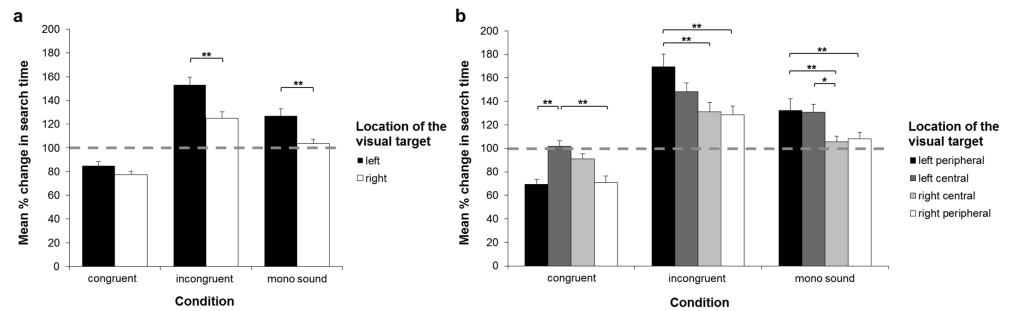 a
Mean % change in search time
200
180
160
140
120
100
80
60
40
20
0
**
**
congruent
incongruent
mono sound
Condition
Location of the
visual target
left
right
b
Mean % change in search time
200
180
160
140
120
100
80
60
40
20
0
**
**
**
**
**
**
*
congruent
incongruent
mono sound
Condition
Location of the
visual target
left peripheral
left central
right central
right peripheral